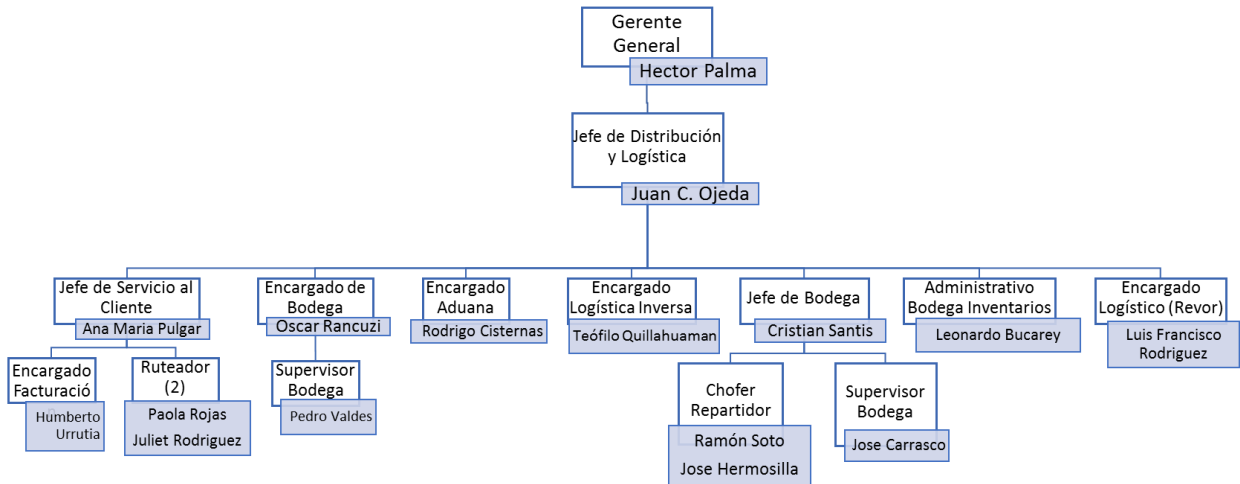 Gerente
General
Hector Palma
Jefe de Distribución
y Logística
Juan C. Ojeda
Jefe de Servicio al
Cliente
Ana Maria Pulgar
Encargado de
Bodega
Oscar Rancuzi
Encargado
Aduana
Rodrigo Cisternas
Encargado
Logística Inversa
Teófilo Quillahuaman
Jefe de Bodega
Cristian Santis
Administrativo
Bodega Inventarios
Leonardo Bucarey
Encargado
Logístico (Revor)
Luis Francisco
Rodriguez
Encargado
Facturació
Humberto
Urrutia
Ruteador
(2)
Paola Rojas
Juliet Rodriguez
Supervisor
Bodega
Pedro Valdes
Chofer
Repartidor
Ramón Soto
Jose Hermosilla
Supervisor
Bodega
Jose Carrasco